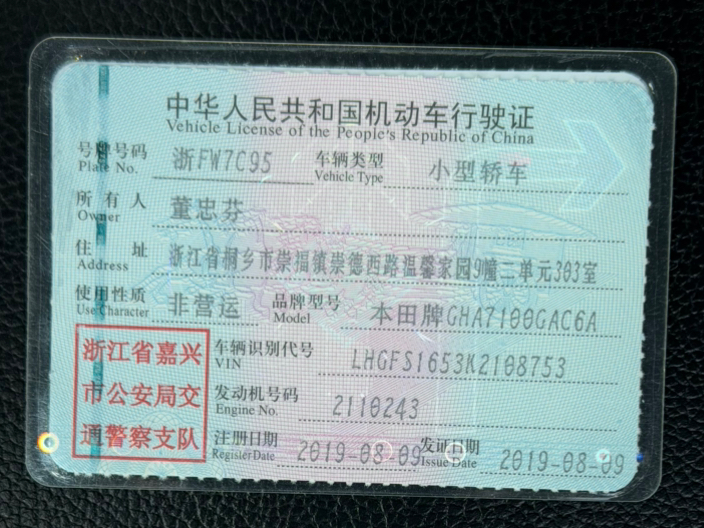 中华人民共和国机动车行驶证
Vehicle License of the People's Republic of China
号牌号码 浙FW7C95 车辆类型 小型轿车
Plate No. Vehicle Type
所有人 董忠芬
Owner
住址 浙江省桐乡市崇福镇崇德西路温馨家园9幢二单元303室
Address
使用性质 非营运 品牌型号 本田牌GHA7100GAC6A
Use Character Model
浙江省嘉兴
市公安局交
通警察支队
车辆识别代号 LHGFS1653K2108753
VIN
发动机号码 2110243
Engine No.
注册日期 2019-08-09 发证日期 2019-08-09
Register Date Issue Date